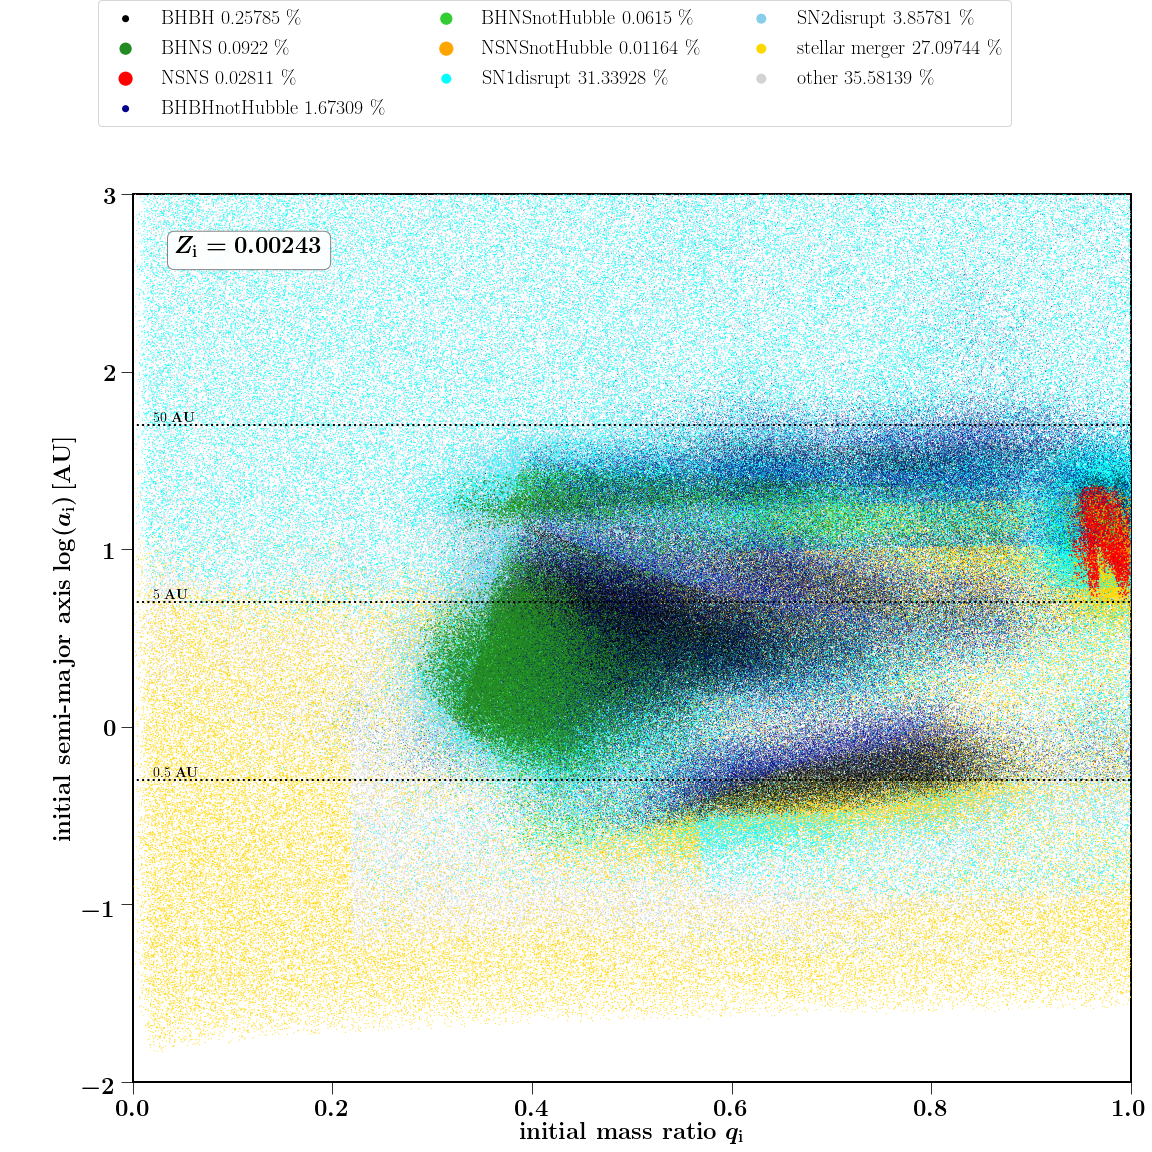 BHBH 0.25785 %
BHNS 0.0922 %
NSNS 0.02811 %
BHBHnotHubble 1.67309 %
BHNSnotHubble 0.0615 %
NSNSnotHubble 0.01164 %
SN1disrupt 31.33928 %
SN2disrupt 3.85781 %
stellar merger 27.09744 %
other 35.58139 %
3
Z_i = 0.00243
2
50 AU
1
5 AU
0
0.5 AU
−1
−2
initial semi-major axis log(a_i) [AU]
0.0 0.2 0.4 0.6 0.8 1.0
initial mass ratio q_i